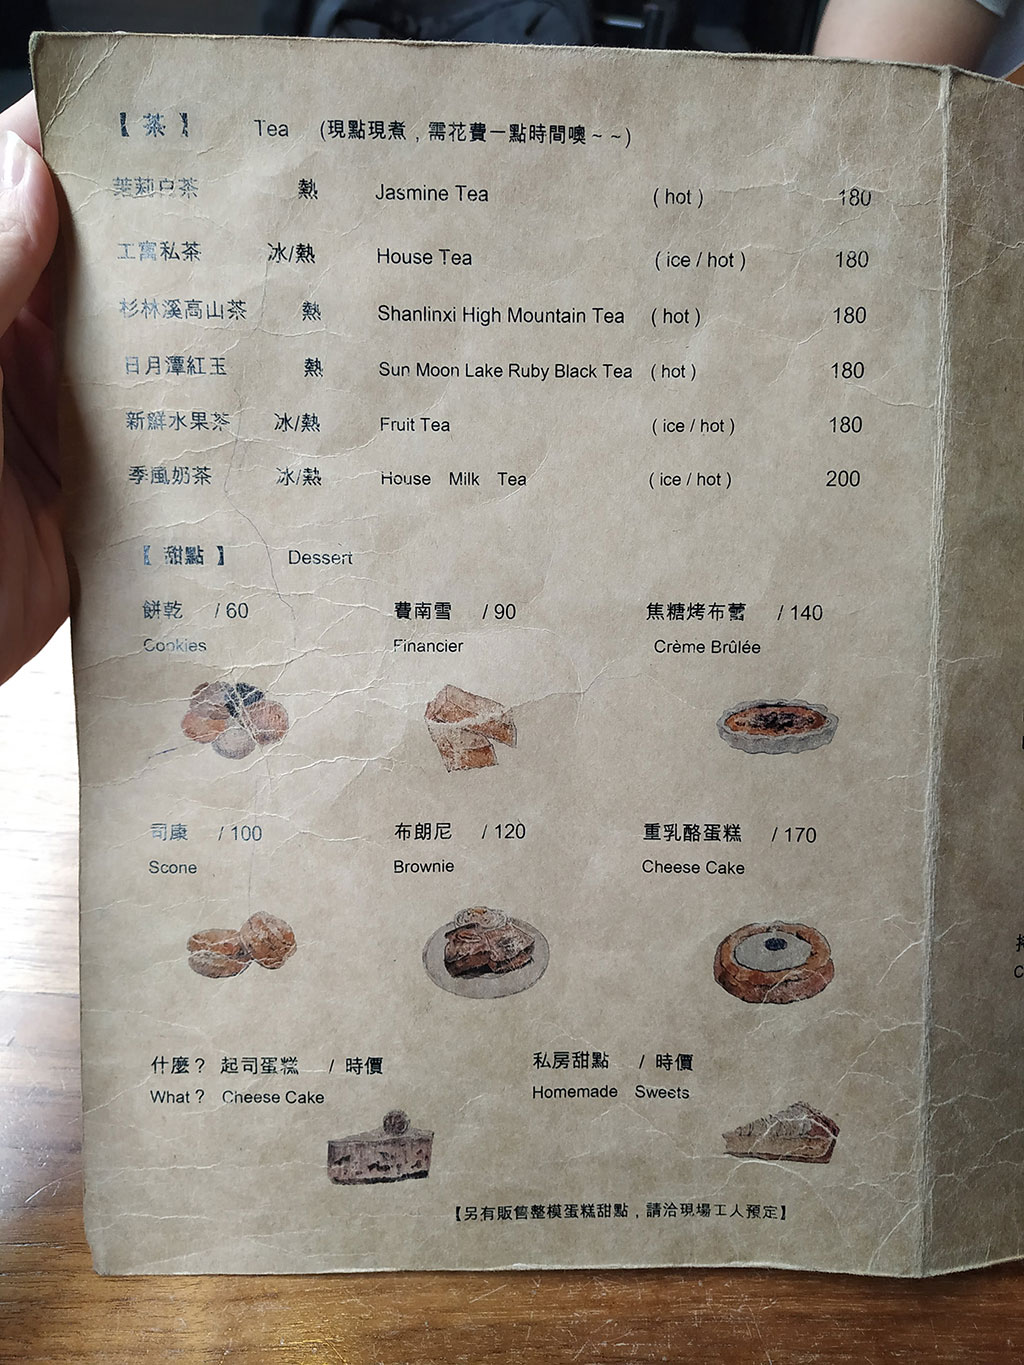 【 茶 】 Tea (現點現煮，需花費一點時間噢～~)
茉莉白茶 熱 Jasmine Tea ( hot ) 180
工寓私茶 冰/熱 House Tea ( ice / hot ) 180
杉林溪高山茶 熱 Shanlinxi High Mountain Tea ( hot ) 180
日月潭紅玉 熱 Sun Moon Lake Ruby Black Tea ( hot ) 180
新鮮水果茶 冰/熱 Fruit Tea ( ice / hot ) 180
季風奶茶 冰/熱 House Milk Tea ( ice / hot ) 200
【 甜點 】 Dessert
餅乾 / 60 費南雪 / 90 焦糖烤布蕾 / 140
Cookies Financier Crème Brûlée
司康 / 100 布朗尼 / 120 重乳酪蛋糕 / 170
Scone Brownie Cheese Cake
什麼？ 起司蛋糕 / 時價 私房甜點 / 時價
What？ Cheese Cake Homemade Sweets
【另有販售整模蛋糕甜點，請洽現場工人預定】